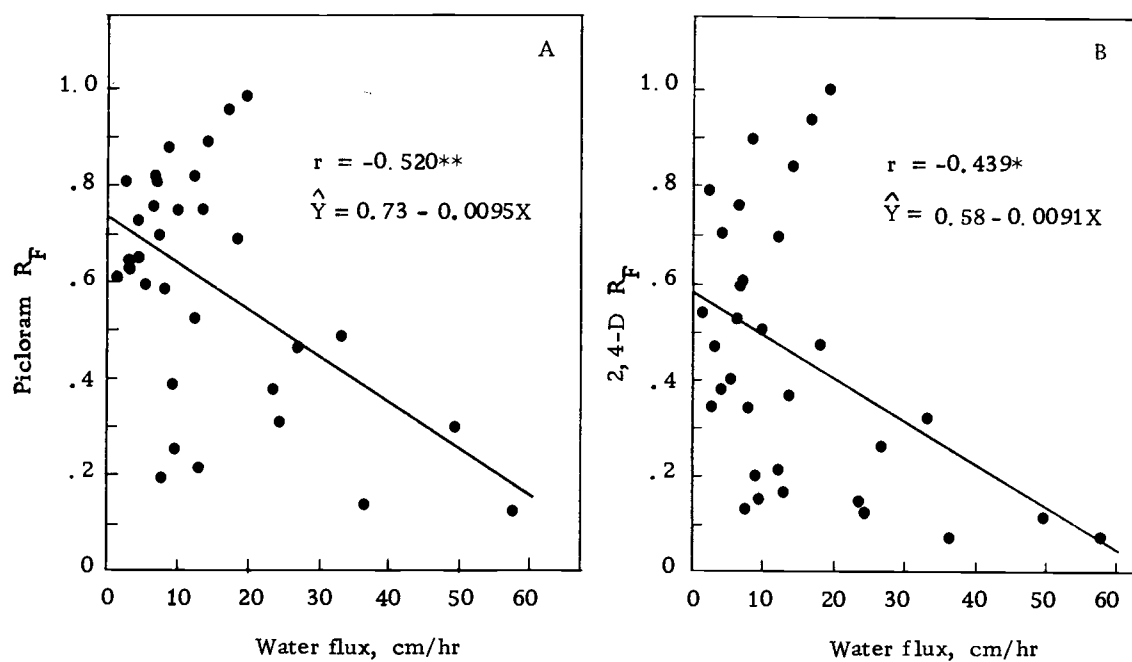 A
1.0
.8
.6
.4
.2
0
Picloram R_F
r = -0.520**
Ŷ = 0.73 - 0.0095X
0 10 20 30 40 50 60
Water flux, cm/hr
B
1.0
.8
.6
.4
.2
0
2,4-D R_F
r = -0.439*
Ŷ = 0.58 - 0.0091X
0 10 20 30 40 50 60
Water flux, cm/hr